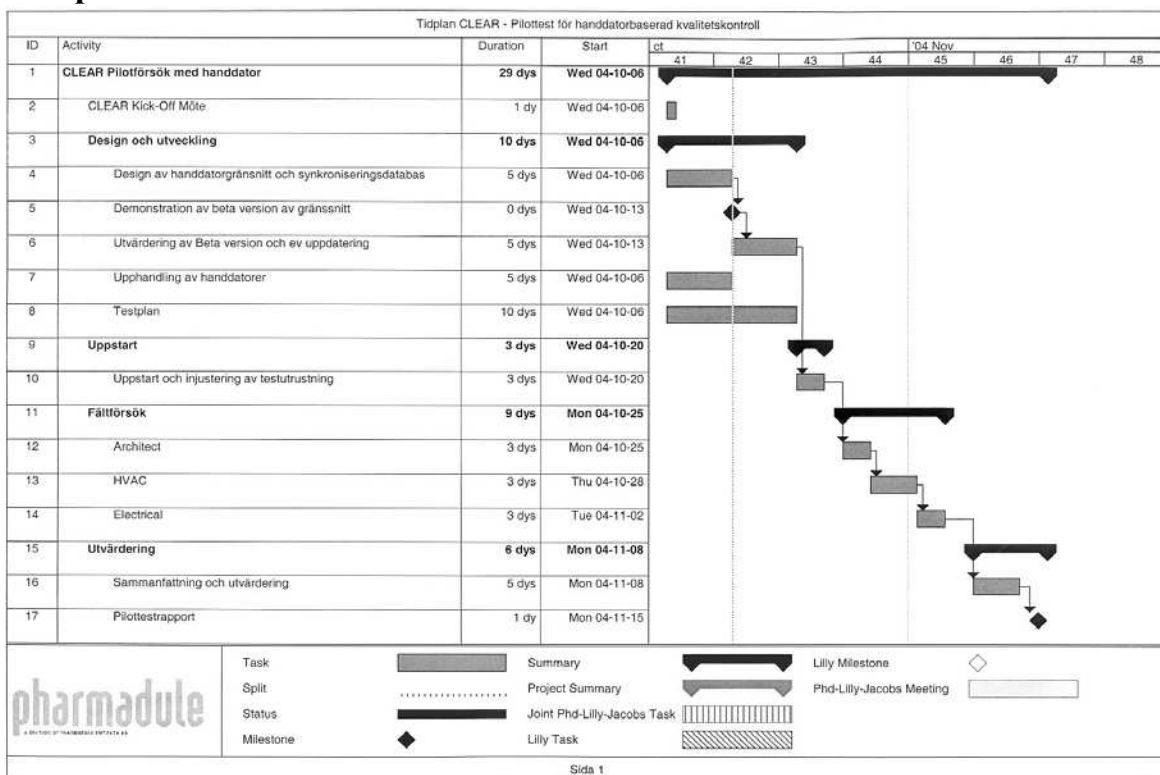 Tidplan CLEAR - Pilottest för handdatorbaserad kvalitetskontroll
ID Activity Duration Start ct '04 Nov
41 42 43 44 45 46 47 48
1 CLEAR Pilotförsök med handdator 29 dys Wed 04-10-06
2 CLEAR Kick-Off Möte 1 dy Wed 04-10-06
3 Design och utveckling 10 dys Wed 04-10-06
4 Design av handdatorgränsnitt och synkroniseringsdatabas 5 dys Wed 04-10-06
5 Demonstration av beta version av gränssnitt 0 dys Wed 04-10-13
6 Utvärdering av Beta version och ev uppdatering 5 dys Wed 04-10-13
7 Upphandling av handdatorer 5 dys Wed 04-10-06
8 Testplan 10 dys Wed 04-10-06
9 Uppstart 3 dys Wed 04-10-20
10 Uppstart och injustering av testutrustning 3 dys Wed 04-10-20
11 Fältförsök 9 dys Mon 04-10-25
12 Architect 3 dys Mon 04-10-25
13 HVAC 3 dys Thu 04-10-28
14 Electrical 3 dys Tue 04-11-02
15 Utvärdering 6 dys Mon 04-11-08
16 Sammanfattning och utvärdering 5 dys Mon 04-11-08
17 Pilottestrapport 1 dy Mon 04-11-15
pharmadule
Task Summary Lilly Milestone
Split Project Summary Phd-Lilly-Jacobs Meeting
Status Joint Phd-Lilly-Jacobs Task
Milestone Lilly Task
Sida 1